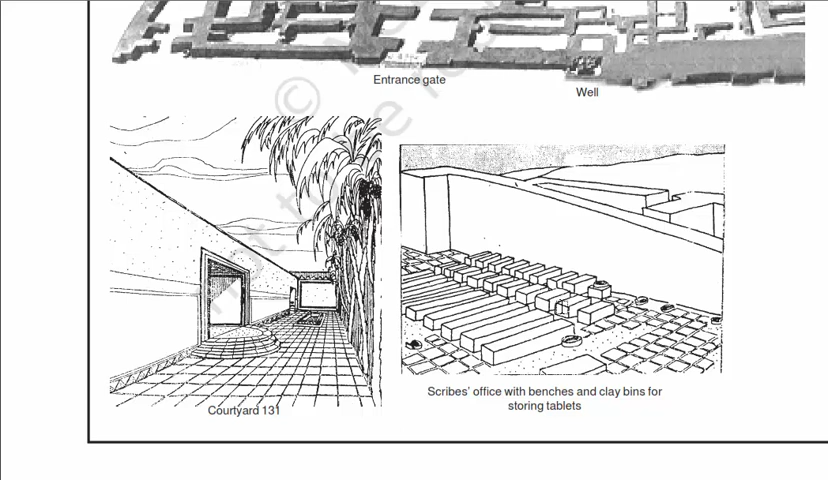 Entrance gate
Well
Courtyard 131
Scribes' office with benches and clay bins for
storing tablets